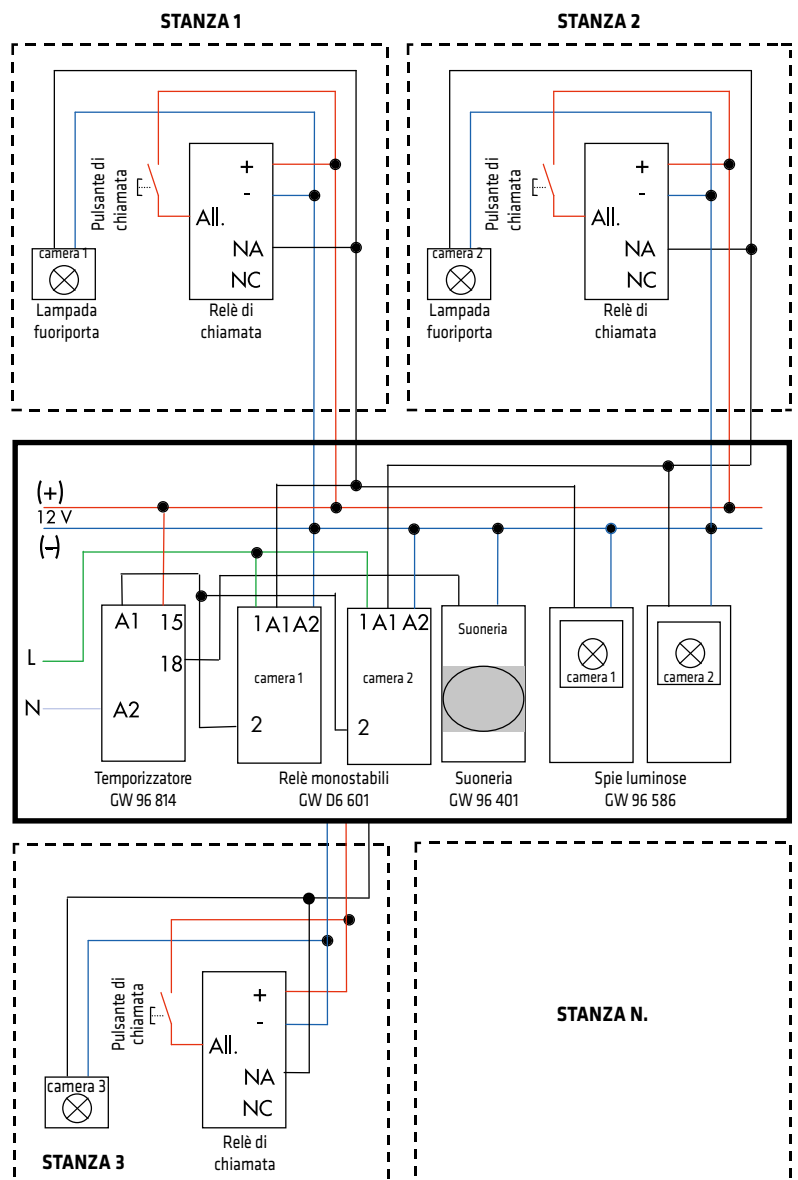 STANZA 1
STANZA 2
Pulsante di
chiamata
+
-
All.
NA
NC
camera 1
Lampada
fuoriporta
Relè di
chiamata
Pulsante di
chiamata
+
-
All.
NA
NC
camera 2
Lampada
fuoriporta
Relè di
chiamata
(+)
12 V
(-)
L
N
A1 15
18
A2
Temporizzatore
GW 96 814
1 A1 A2
camera 1
2
1 A1 A2
camera 2
2
Relè monostabili
GW D6 601
Suoneria
Suoneria
GW 96 401
camera 1
camera 2
Spie luminose
GW 96 586
Pulsante di
chiamata
+
-
All.
NA
NC
camera 3
Relè di
chiamata
STANZA 3
STANZA N.